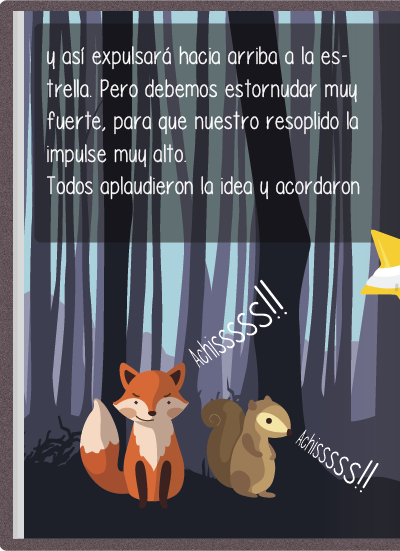 y así expulsará hacia arriba a la es-
trella. Pero debemos estornudar muy
fuerte, para que nuestro resoplido la
impulse muy alto.
Todos aplaudieron la idea y acordaron
Achisssss!!
Achisssss!!